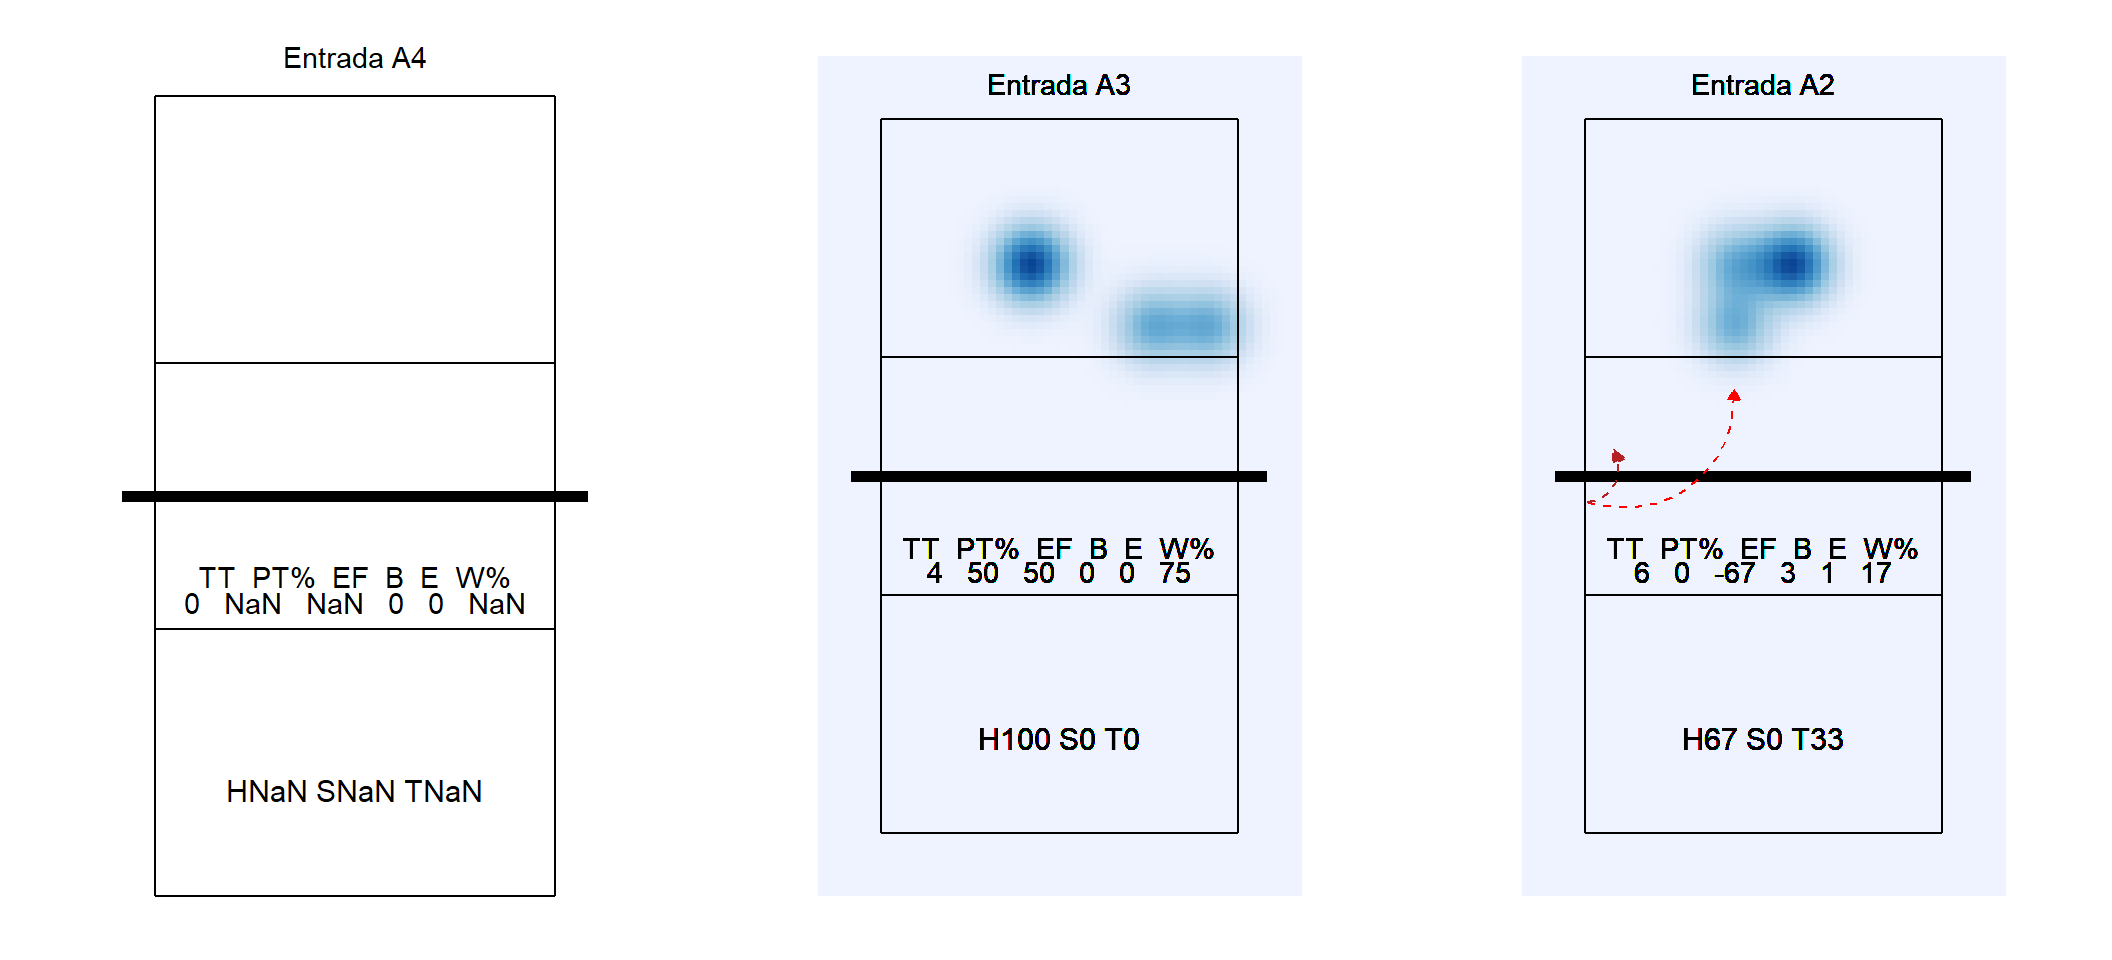 Entrada A4
TT PT% EF B E W%
0 NaN NaN 0 0 NaN
HNaN SNaN TNaN
Entrada A3
TT PT% EF B E W%
4 50 50 0 0 75
H100 S0 T0
Entrada A2
TT PT% EF B E W%
6 0 -67 3 1 17
H67 S0 T33